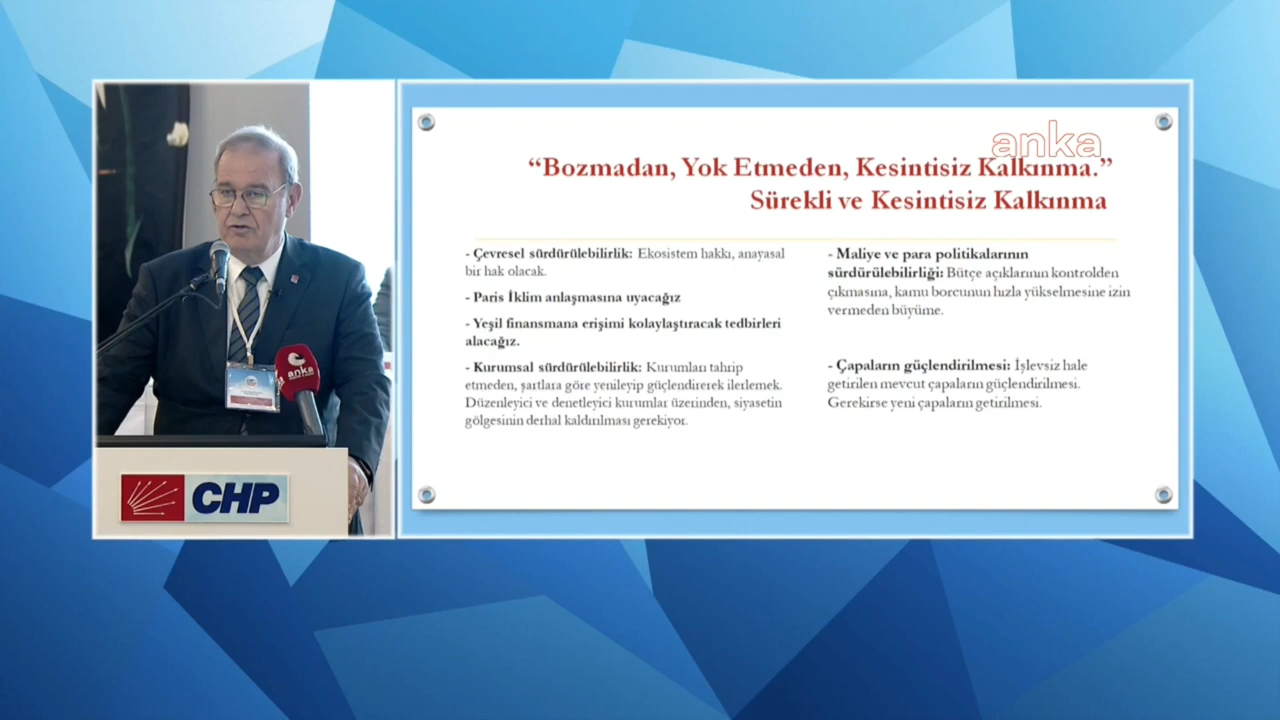 anka
“Bozmadan, Yok Etmeden, Kesintisiz Kalkınma.”
Sürekli ve Kesintisiz Kalkınma
- Çevresel sürdürülebilirlik: Ekosistem hakkı, anayasal
bir hak olacak.
- Paris İklim anlaşmasına uyacağız
- Yeşil finansmana erişimi kolaylaştıracak tedbirleri
alacağız.
- Kurumsal sürdürülebilirlik: Kurumları tahrip
etmeden, şartlara göre yenileyip güçlendirerek ilerlemek.
Düzenleyici ve denetleyici kurumlar üzerinden, siyasetin
gölgesinin derhal kaldırılması gerekiyor.
- Maliye ve para politikalarının
sürdürülebilirliği: Bütçe açıklarının kontrolden
çıkmasına, kamu borcunun hızla yükselmesine izin
vermeden büyüme.
- Çapaların güçlendirilmesi: İşlevsiz hale
getirilen mevcut çapaların güçlendirilmesi.
Gerekirse yeni çapaların getirilmesi.
anka
CHP